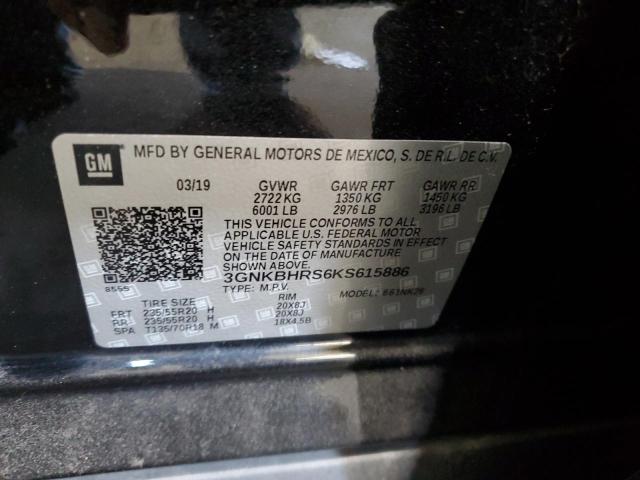 GM
MFD BY GENERAL MOTORS DE MEXICO, S. DE R.L. DE C.V.
03/19 GVWR GAWR FRT GAWR RR
2722 KG 1350 KG 1450 KG
6001 LB 2976 LB 3196 LB
THIS VEHICLE CONFORMS TO ALL
APPLICABLE U.S. FEDERAL MOTOR
VEHICLE SAFETY STANDARDS IN EFFECT
ON THE DATE OF MANUFACTURE
SHOWN ABOVE.
3GNKBHRS6KS615886
8555
TYPE: M.P.V. MODEL: 661NK26
TIRE SIZE RIM
FRT 235/55R20 H 20X8J
RR 235/55R20 H 20X8J
SPA T135/70R18 M 18X4.5B